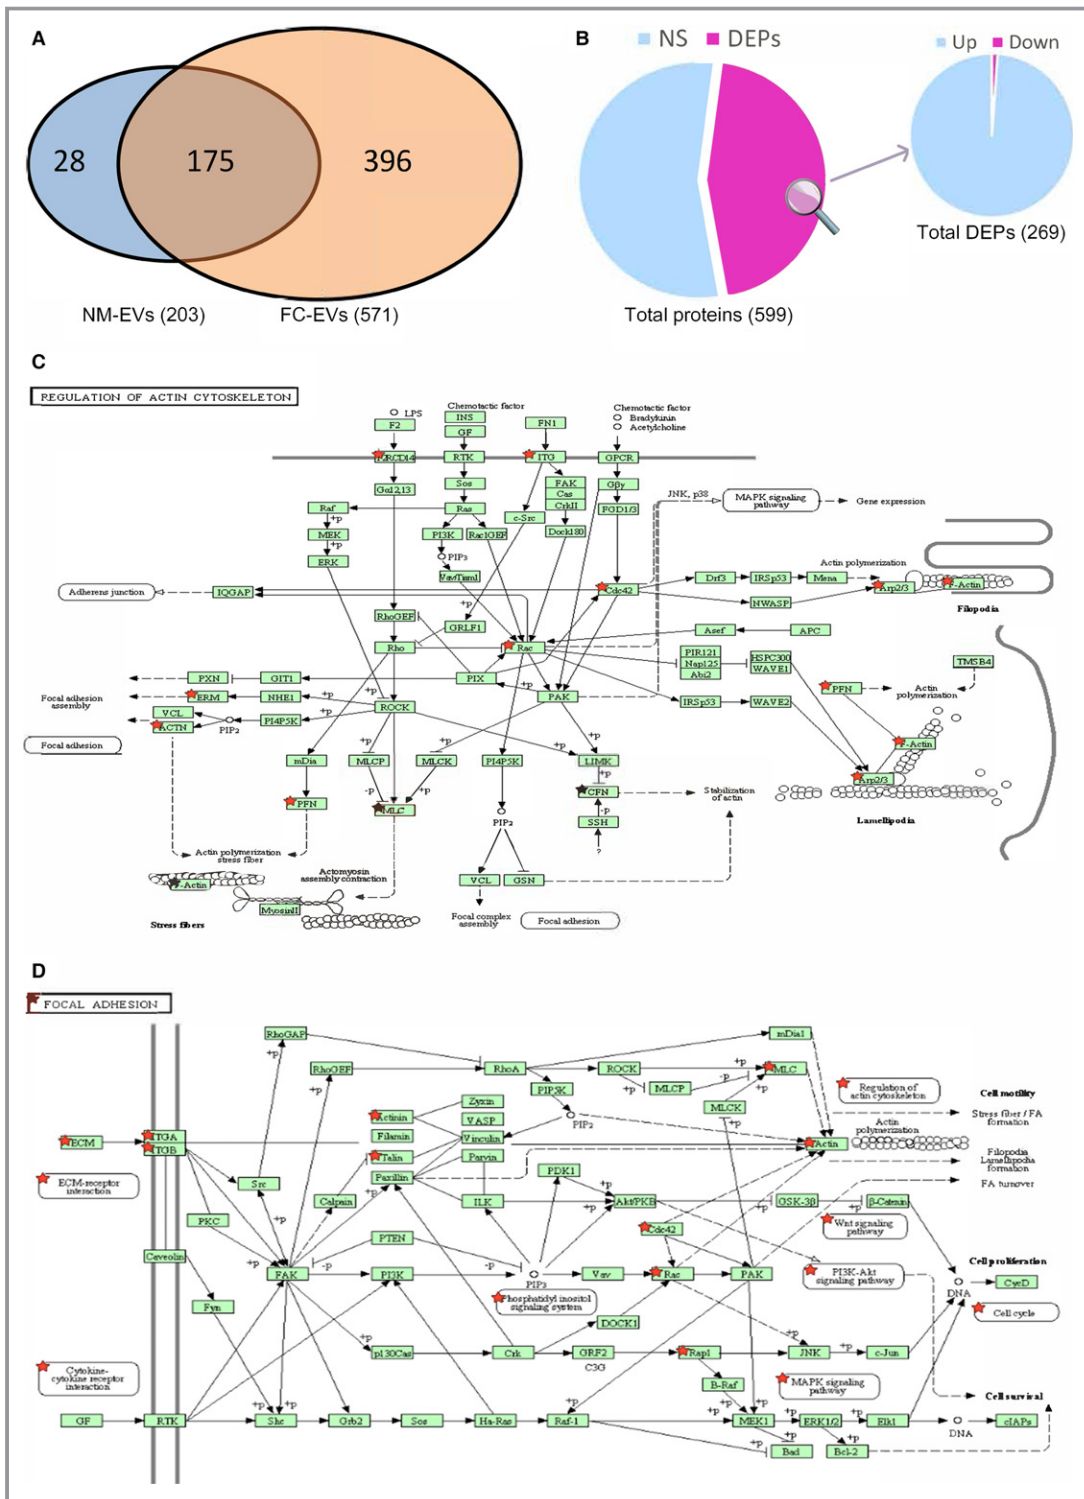 A
28
175
396
NM-EVs (203)
FC-EVs (571)
B
NS
DEPs
Up
Down
Total proteins (599)
Total DEPs (269)
C
REGULATION OF ACTIN CYTOSKELETON
LPS
F2
Chemotactic factor
INS
GF
FN1
Chemotactic factor
Bradykinin
Acetylcholine
RTK
ITG
GPCR
Gα12,13
Sos
FAK
Cas
CrkII
Gβγ
JNK, p38
MAPK signaling
pathway
Gene expression
Raf
Ras
FGD1/3
+p
c-Src
MEK
PI3K
Rac1GEF
Dock180
+p
ERK
PIP3
Actin polymerization
Adherens junction
IQGAP
+p
Cdc42
Drf3
IRSp53
Mena
Arp2/3
F-Actin
NWASP
Filopodia
RhoGEF
GRLF1
+p
Asef
APC
Rho
Rac
PIR121
Nap125
Abi2
HSPC300
WAVE1
TMSB4
PXN
GIT1
PIX
+p
PAK
PFN
Actin
polymerization
Focal adhesion
assembly
ERM
NHE1
+p
+p
ROCK
IRSp53
WAVE2
VCL
ACTN
PIP2
PI4P5K
+p
F-Actin
Focal adhesion
mDia
MLCP
MLCK
PI4P5K
+p
+p
LIMK
Arp2/3
+p
-p
+p
PFN
MLC
CFN
Stabilization
of actin
Lamellipodia
-p
PIP2
SSH
?
Actin polymerization
stress fiber
Actomyosin
assembly contraction
F-Actin
VCL
GSN
MyosinII
Stress fibers
Focal complex
assembly
Focal adhesion
D
FOCAL ADHESION
RhoGAP
mDia1
+p
RhoGEF
RhoA
ROCK
+p
MLC
-p
+p
PIP5K
+p
MLCP
Regulation of
actin cytoskeleton
Cell motility
Actinin
Zyxin
VASP
MLCK
+p
Stress fiber / FA
formation
ECM
ITGA
ITGB
Filamin
Vinculin
PIP2
Actin
Actin
polymerization
Talin
Parvin
Filopodia
Lamellipodia
formation
ECM-receptor
interaction
Src
+p
Paxillin
PDK1
FA turnover
Calpain
+p
ILK
+p
Akt/PKB
+p
GSK-3β
+p
β-Catenin
PKC
+p
Cdc42
Wnt signaling
pathway
PTEN
Caveolin
-p
-p
Cell proliferation
FAK
+p
PI3K
PIP3
Vav
Rac
PAK
PI3K-Akt
signaling pathway
CycD
DNA
Phosphatidyl inositol
signaling system
Fyn
Cell cycle
DOCK1
+p
+p
p130Cas
Crk
GRF2
C3G
Rap1
JNK
+p
c-Jun
Cytokine-
cytokine receptor
interaction
B-Raf
MAPK signaling
pathway
Cell survival
+p
+p
+p
+p
+p
GF
RTK
Shc
Grb2
Sos
Ha-Ras
Raf-1
MEK1
+p
ERK1/2
+p
Elk1
DNA
cIAPs
+p
+p
+p
Bad
Bcl-2